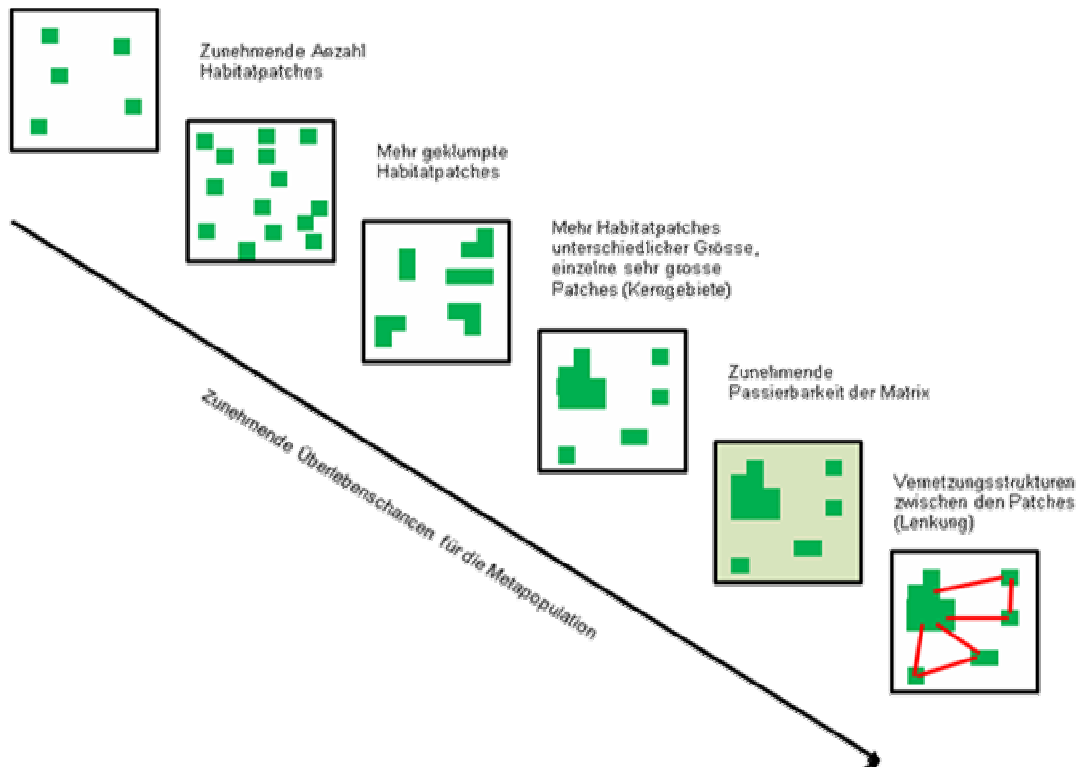 Zunehmende Anzahl
Habitatpatches
Mehr geklumpte
Habitatpatches
Mehr Habitatpatches
unterschiedlicher Grösse,
einzelne sehr grosse
Patches (Kerngebiete)
Zunehmende
Passierbarkeit der Matrix
Vernetzungsstrukturen
zwischen den Patches
(Lenkung)
Zunehmende Überlebenschancen für die Metapopulation